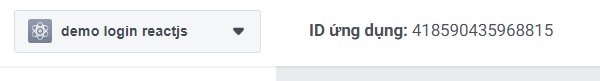 demo login reactjs
ID ứng dụng: 418590435968815